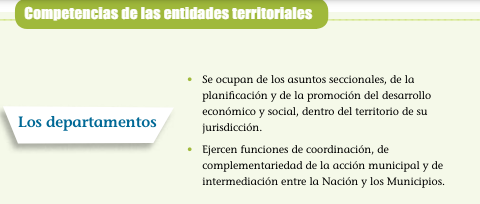 Competencias de las entidades territoriales
Los departamentos
• Se ocupan de los asuntos seccionales, de la
planificación y de la promoción del desarrollo
económico y social, dentro del territorio de su
jurisdicción.
• Ejercen funciones de coordinación, de
complementariedad de la acción municipal y de
intermediación entre la Nación y los Municipios.